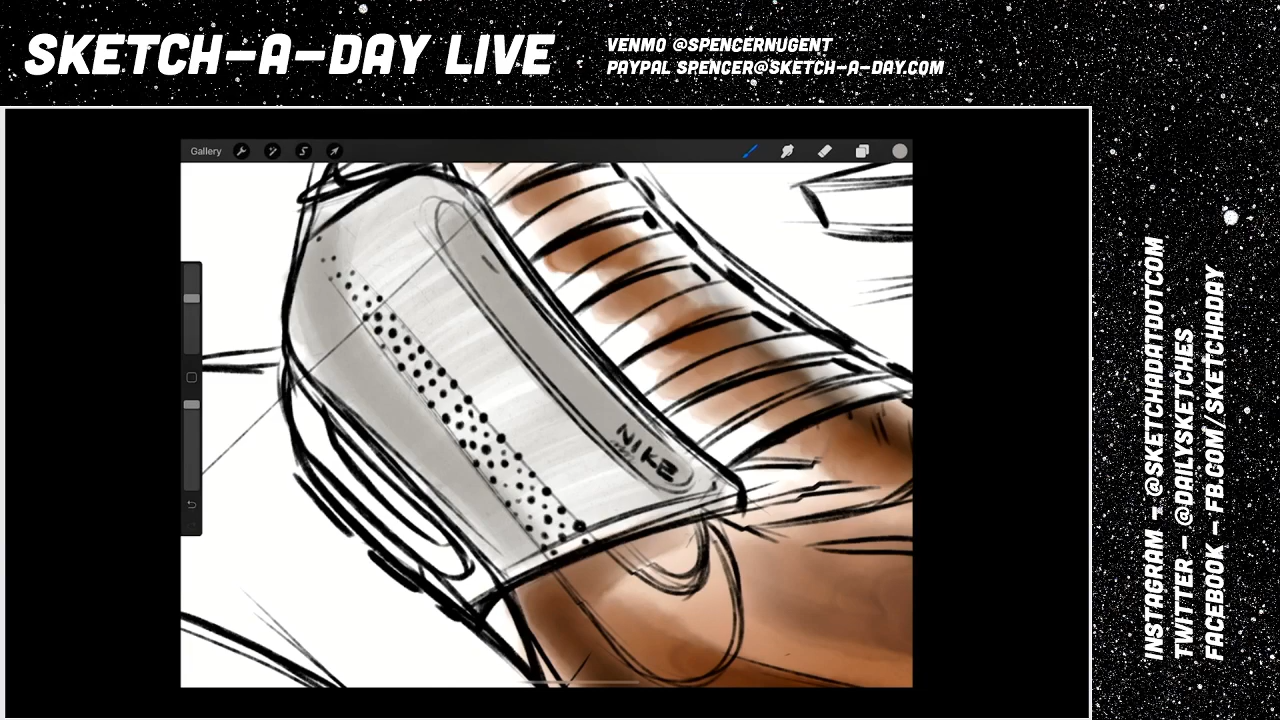 SKETCH-A-DAY LIVE
VENMO @SPENCERNUGENT
PAYPAL SPENCER@SKETCH-A-DAY.COM
Gallery
NIKE
INSTAGRAM - @SKETCHADAYDOTCOM
TWITTER - @DAILYSKETCHES
FACEBOOK - FB.COM/SKETCHADAY